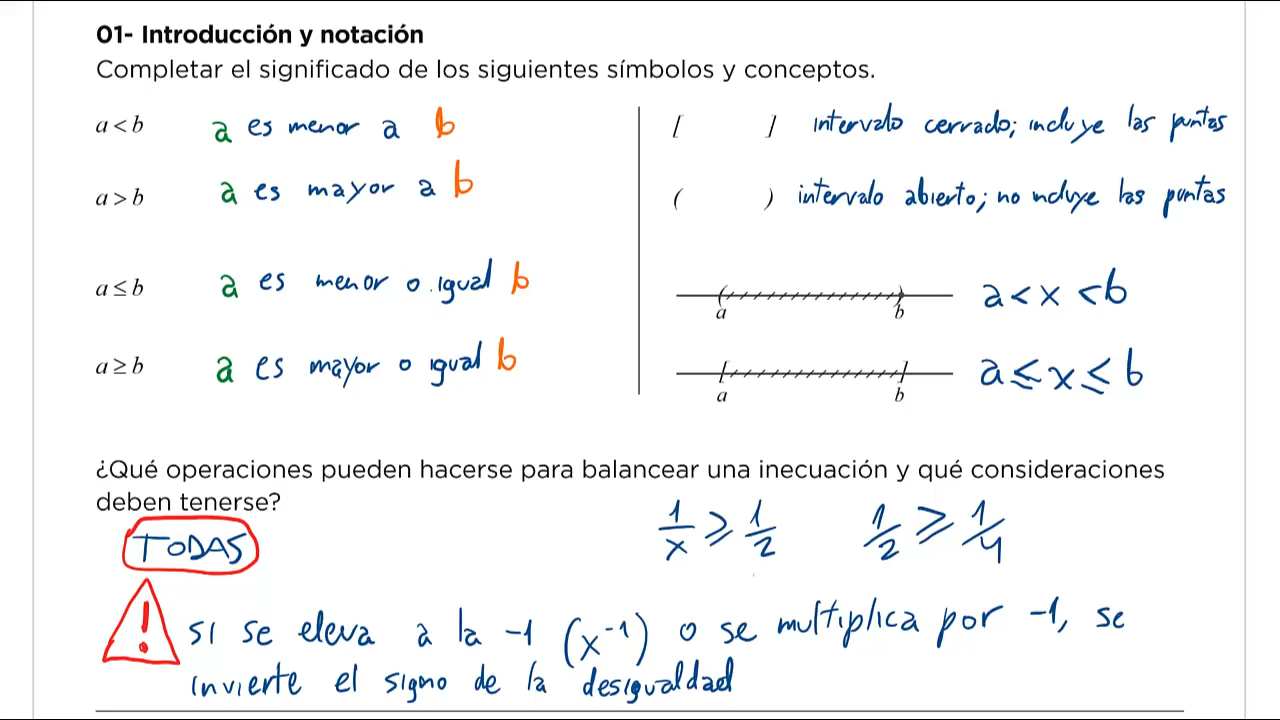 01- Introducción y notación
Completar el significado de los siguientes símbolos y conceptos.
a < b a es menor a b
a > b a es mayor a b
a ≤ b a es menor o igual b
a ≥ b a es mayor o igual b
[ ] intervalo cerrado; incluye las puntas
( ) intervalo abierto; no incluye las puntas
a < x < b
a b
a ≤ x ≤ b
a b
¿Qué operaciones pueden hacerse para balancear una inecuación y qué consideraciones
deben tenerse?
1/x ≥ 1/2 1/2 ≥ 1/4
TODAS
!
si se eleva a la -1 (x⁻¹) o se multiplica por -1, se
invierte el signo de la desigualdad